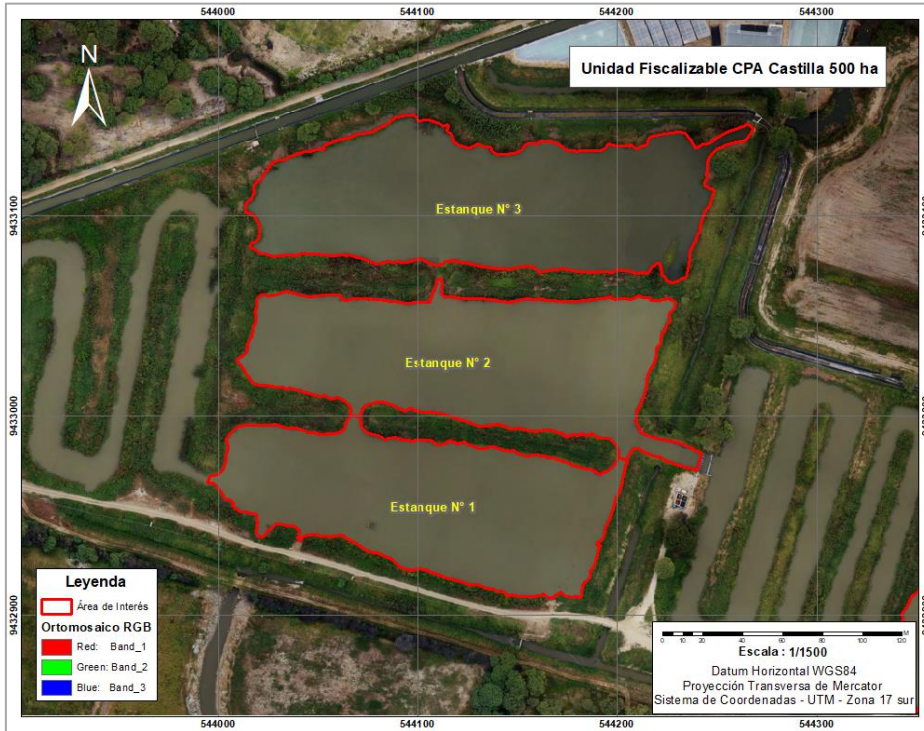 544000 544100 544200 544300
N
Unidad Fiscalizable CPA Castilla 500 ha
Estanque N° 3
9433100
Estanque N° 2
9433000
Estanque N° 1
9432900
Leyenda
Área de Interés
Ortomosaico RGB
Red: Band_1
Green: Band_2
Blue: Band_3
0 10 20 40 60 80 100 120
M
Escala : 1/1500
Datum Horizontal WGS84
Proyección Transversa de Mercator
Sistema de Coordenadas - UTM - Zona 17 sur
544000 544100 544200 544300